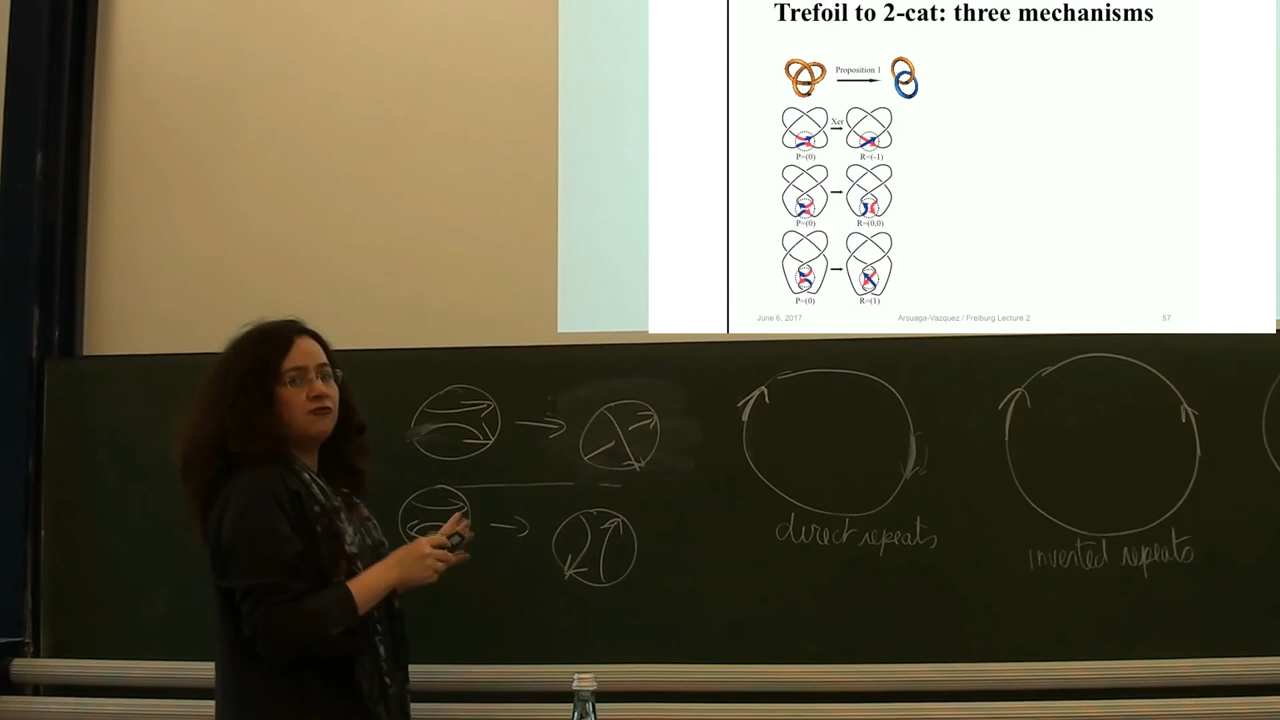 Trefoil to 2-cat: three mechanisms
Proposition 1
Xer
P=(0) R=(-1)
P=(0) R=(0,0)
P=(0) R=(1)
June 6, 2017 Arsuaga-Vazquez / Freiburg Lecture 2 57
direct repeats
inverted repeats